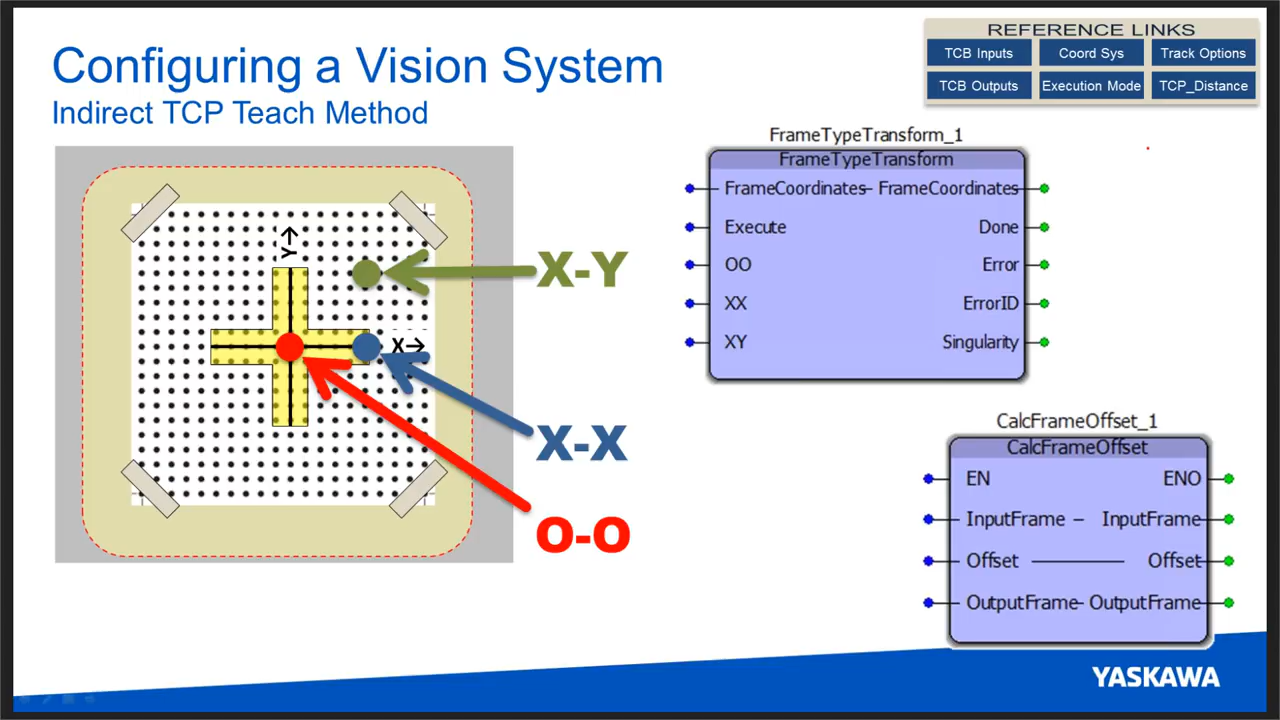 Configuring a Vision System
Indirect TCP Teach Method
REFERENCE LINKS
TCB Inputs
Coord Sys
Track Options
TCB Outputs
Execution Mode
TCP_Distance
Y→
X→
X-Y
X-X
O-O
FrameTypeTransform_1
FrameTypeTransform
FrameCoordinates FrameCoordinates
Execute Done
OO Error
XX ErrorID
XY Singularity
CalcFrameOffset_1
CalcFrameOffset
EN ENO
InputFrame InputFrame
Offset Offset
OutputFrame OutputFrame
YASKAWA